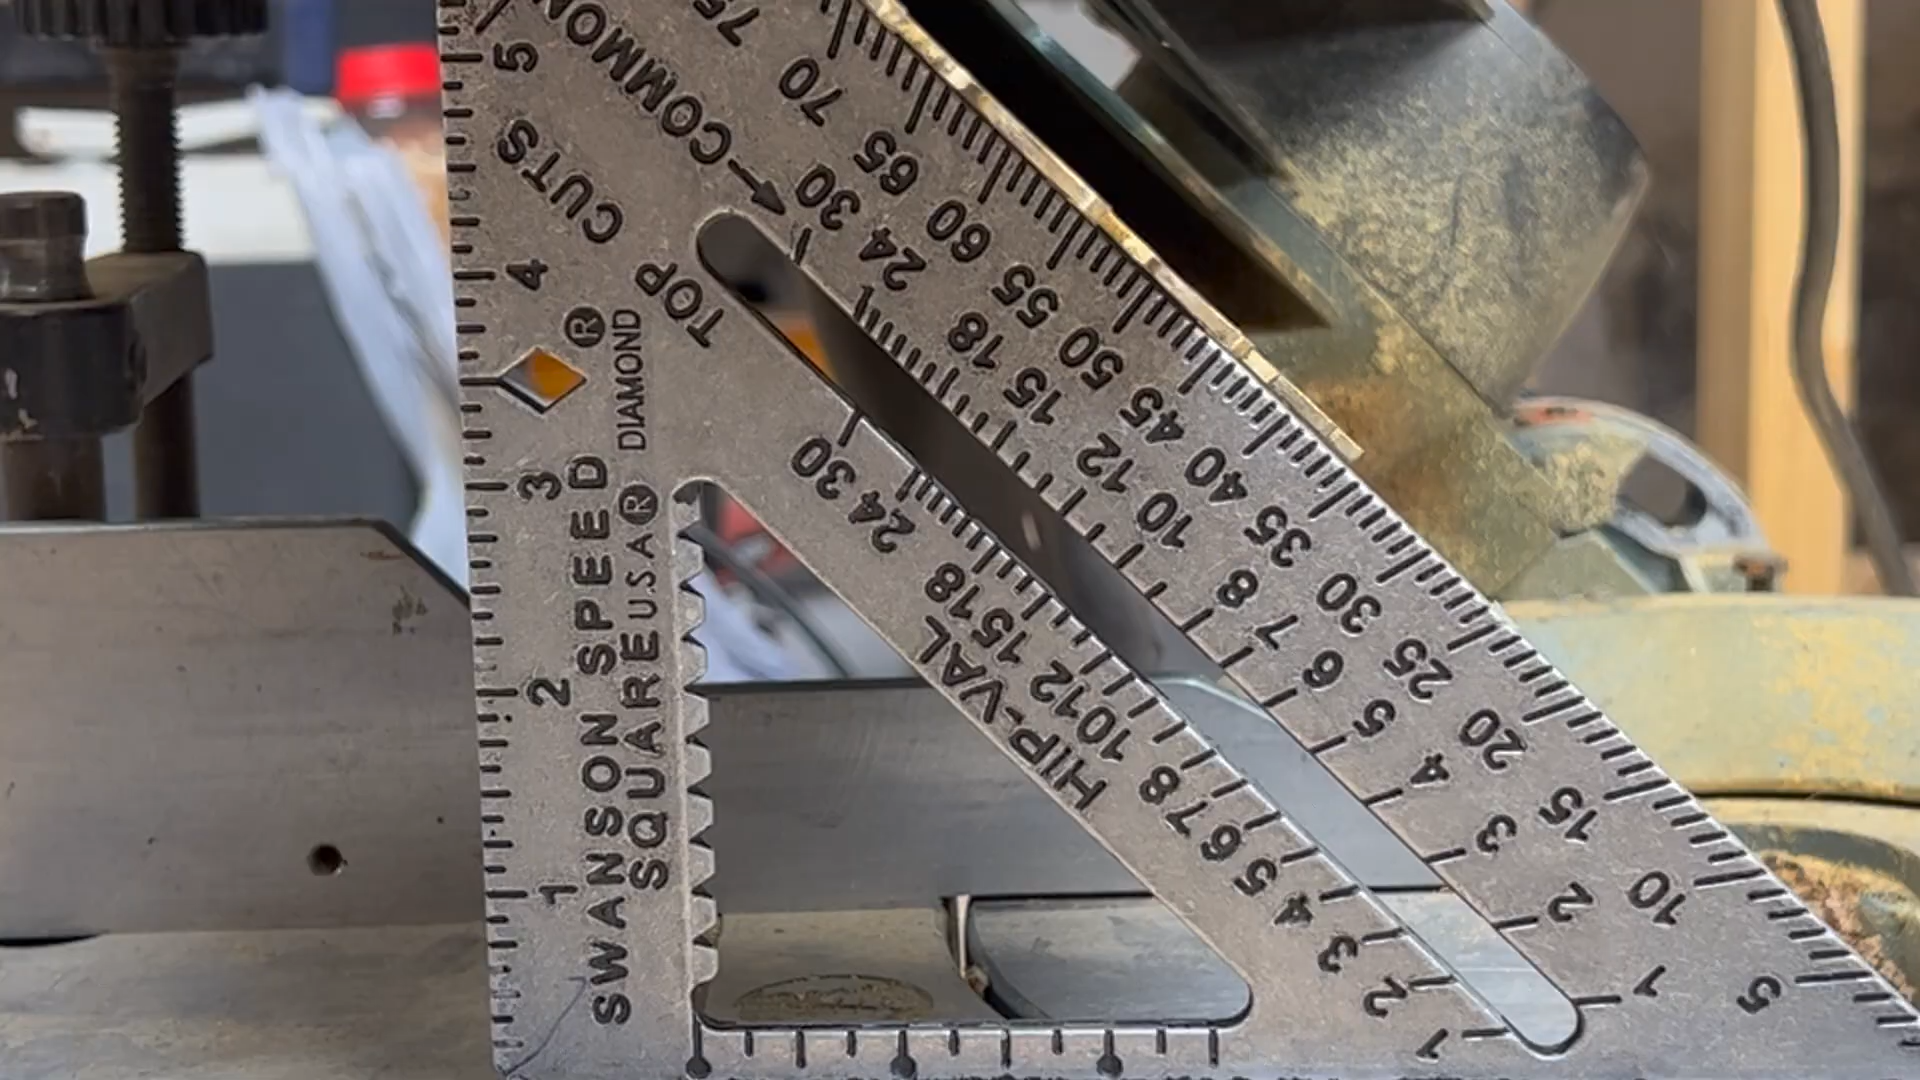 5 4 3 2 1
COMMON
TOP CUTS
SWANSON SPEED
SQUARE U.S.A.® DIAMOND ®
75 70 65 60 55 50 45 40 35 30 25 20 15 10 5
30 24 18 15 12 10 8 7 6 5 4 3 2 1
30 24 18 15 12 10 8 7 6 5 4 3 2 1
HIP-VAL